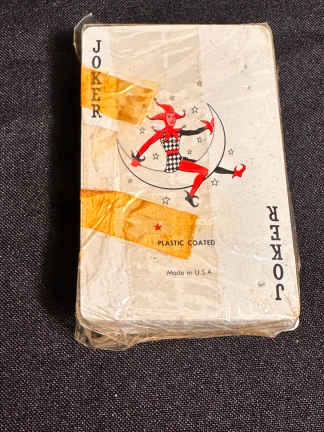 JOKER
PLASTIC COATED
Made in U.S.A
JOKER